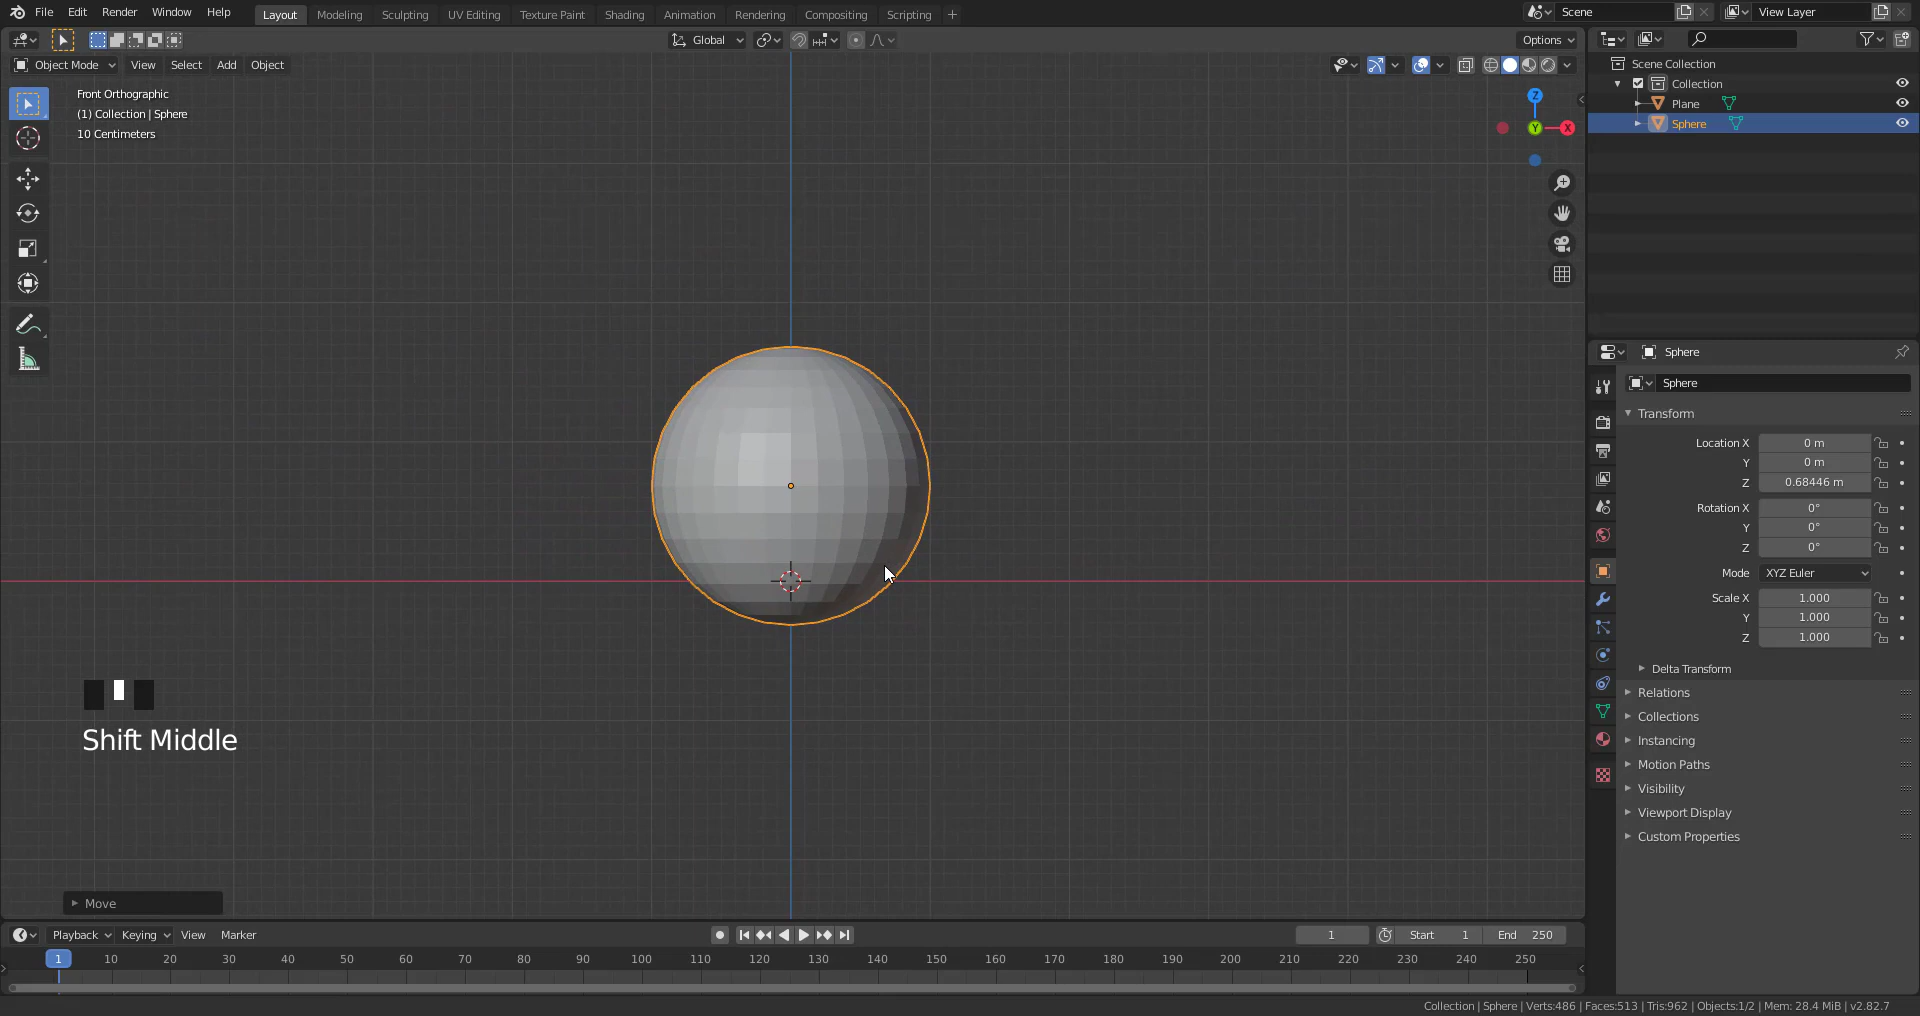 File Edit Render Window Help
Layout Modeling Sculpting UV Editing Texture Paint Shading Animation Rendering Compositing Scripting +
Scene
View Layer
Global
Options
Object Mode View Select Add Object
Front Orthographic
(1) Collection | Sphere
10 Centimeters
Z
Y
X
Scene Collection
Collection
Plane
Sphere
Sphere
Sphere
Transform
Location X 0 m
Y 0 m
Z 0.68446 m
Rotation X 0°
Y 0°
Z 0°
Mode XYZ Euler
Scale X 1.000
Y 1.000
Z 1.000
Delta Transform
Relations
Collections
Instancing
Motion Paths
Visibility
Viewport Display
Custom Properties
Shift Middle
Move
Playback Keying View Marker
1
Start 1
End 250
1 10 20 30 40 50 60 70 80 90 100 110 120 130 140 150 160 170 180 190 200 210 220 230 240 250
Collection | Sphere | Verts:486 | Faces:513 | Tris:962 | Objects:1/2 | Mem: 28.4 MiB | v2.82.7